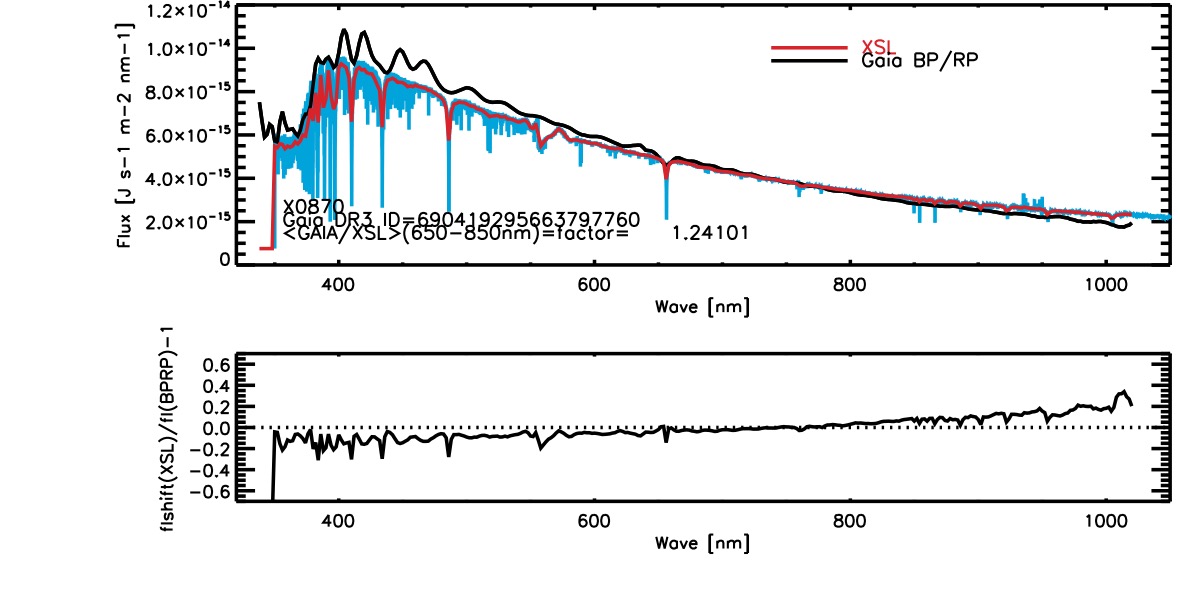 1.2×10⁻¹⁴
1.0×10⁻¹⁴
8.0×10⁻¹⁵
6.0×10⁻¹⁵
4.0×10⁻¹⁵
2.0×10⁻¹⁵
0
Flux [J s−1 m−2 nm−1]
XSL
Gaia BP/RP
X0870
Gaia DR3 ID=6904192956637977760
<GAIA/XSL>(650−850nm)=factor= 1.24101
400 600 800 1000
Wave [nm]
flshift(XSL)/fl(BPRP)−1
0.6
0.4
0.2
0.0
−0.2
−0.4
−0.6
400 600 800 1000
Wave [nm]